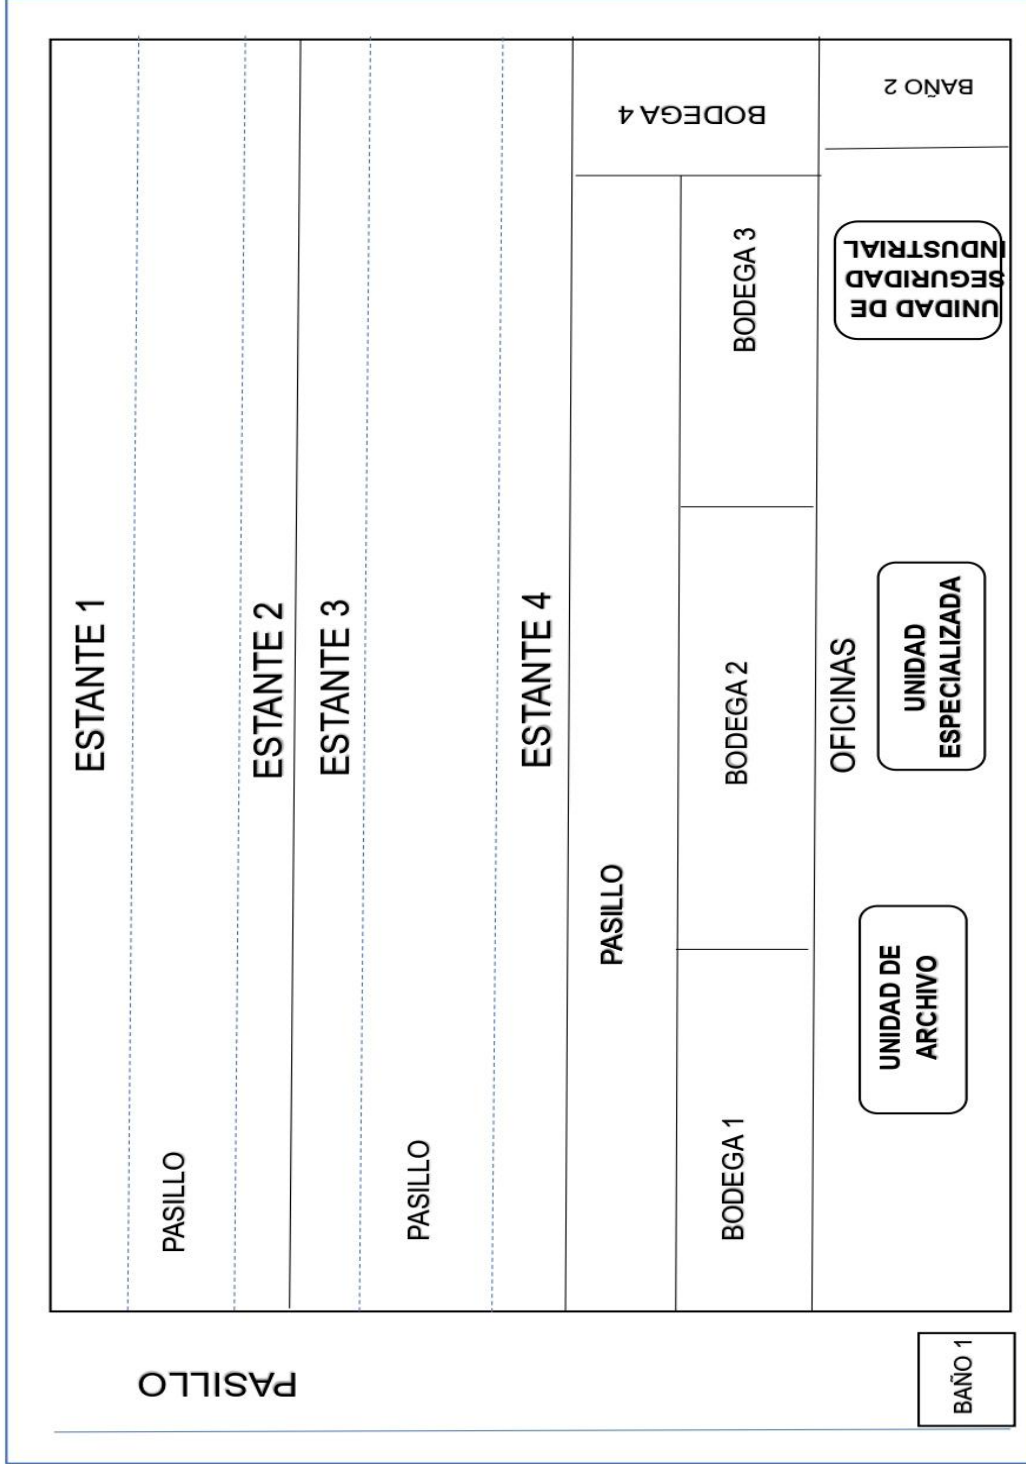 ESTANTE 1
PASILLO
ESTANTE 2
ESTANTE 3
PASILLO
ESTANTE 4
PASILLO
BODEGA 4
BODEGA 1
BODEGA 2
BODEGA 3
OFICINAS
UNIDAD DE
ARCHIVO
UNIDAD
ESPECIALIZADA
UNIDAD DE
SEGURIDAD
INDUSTRIAL
BAÑO 2
PASILLO
BAÑO 1